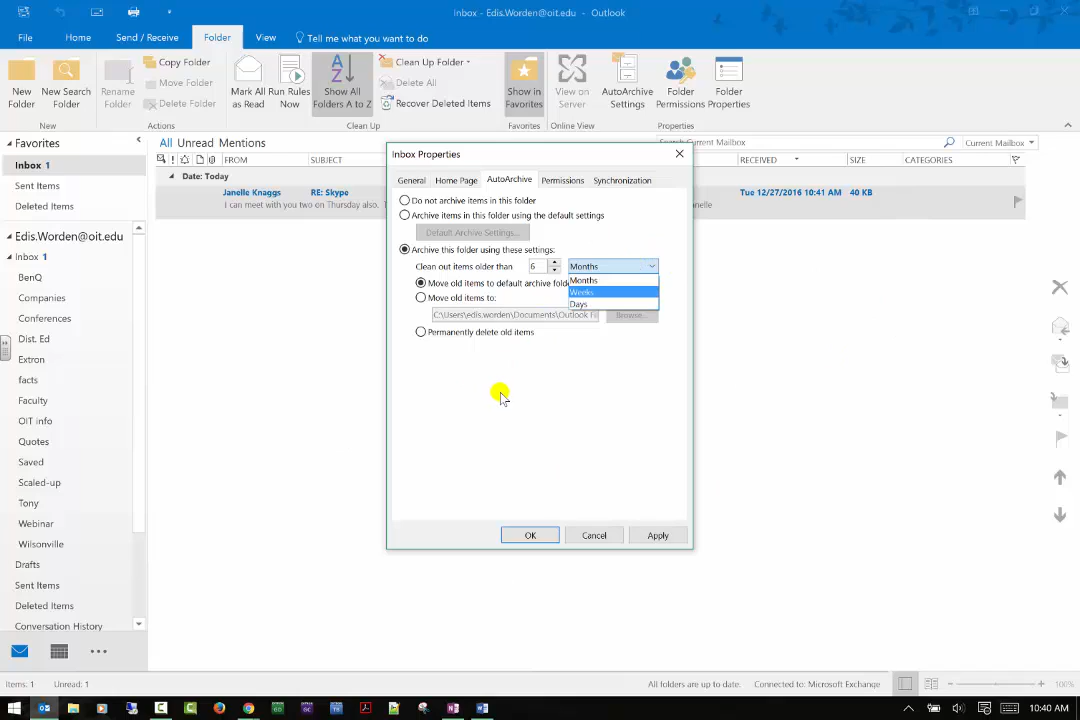 Inbox - Edis.Worden@oit.edu - Outlook
File Home Send / Receive Folder View Tell me what you want to do
New Folder
New Search Folder
Rename Folder
Copy Folder
Move Folder
Delete Folder
Mark All as Read
Run Rules Now
Show All Folders A to Z
Clean Up Folder
Delete All
Recover Deleted Items
Show in Favorites
View on Server
AutoArchive Settings
Folder Permissions
Folder Properties
New Actions Clean Up Favorites Online View Properties
Favorites
Inbox 1
Sent Items
Deleted Items
Edis.Worden@oit.edu
Inbox 1
BenQ
Companies
Conferences
Dist. Ed
Extron
facts
Faculty
OIT info
Quotes
Saved
Scaled-up
Tony
Webinar
Wilsonville
Drafts
Sent Items
Deleted Items
Conversation History
All Unread Mentions
Current Mailbox
Current Mailbox
FROM SUBJECT RECEIVED SIZE CATEGORIES
Date: Today
Janelle Knaggs RE: Skype Tue 12/27/2016 10:41 AM 40 KB
I can meet with you two on Thursday also.
Inbox Properties
General Home Page AutoArchive Permissions Synchronization
Do not archive items in this folder
Archive items in this folder using the default settings
Default Archive Settings...
Archive this folder using these settings:
Clean out items older than 6 Months
Months
Weeks
Days
Move old items to default archive fold
Move old items to:
C:\Users\edis.worden\Documents\Outlook Fi
Browse...
Permanently delete old items
OK Cancel Apply
Items: 1 Unread: 1 All folders are up to date. Connected to: Microsoft Exchange 100%
10:40 AM